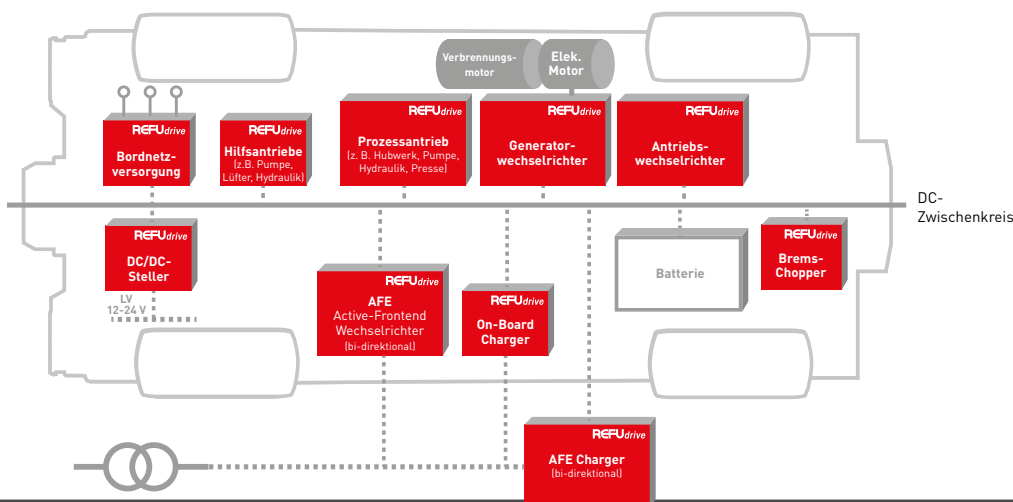 Verbrennungs-
motor
Elek.
Motor
REFUdrive
Bordnetz-
versorgung
REFUdrive
Hilfsantriebe
(z.B. Pumpe,
Lüfter, Hydraulik)
REFUdrive
Prozessantrieb
(z. B. Hubwerk, Pumpe,
Hydraulik, Presse)
REFUdrive
Generator-
wechselrichter
REFUdrive
Antriebs-
wechselrichter
DC-
Zwischenkreis
REFUdrive
DC/DC-
Steller
LV
12-24 V
REFUdrive
AFE
Active-Frontend
Wechselrichter
(bi-direktional)
REFUdrive
On-Board
Charger
Batterie
REFUdrive
Brems-
Chopper
REFUdrive
AFE Charger
(bi-direktional)